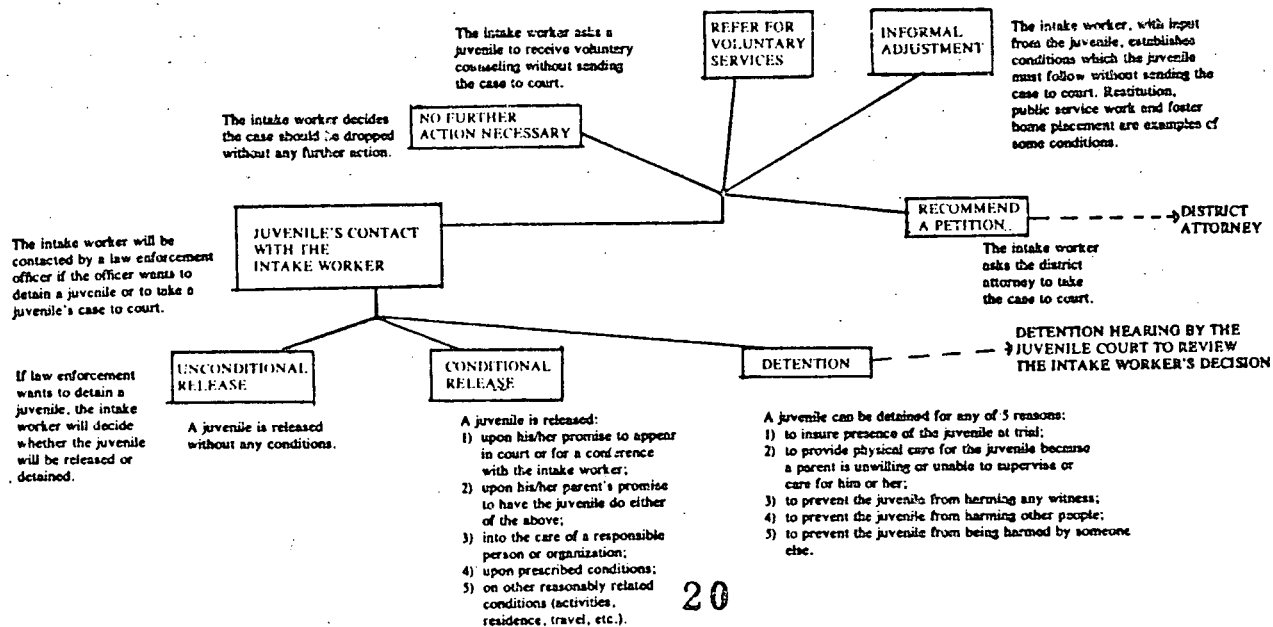 The intake worker asks a
juvenile to receive voluntary
counseling without sending
the case to court.
REFER FOR
VOLUNTARY
SERVICES
INFORMAL
ADJUSTMENT
The intake worker, with input
from the juvenile, establishes
conditions which the juvenile
must follow without sending the
case to court. Restitution,
public service work and foster
home placement are examples of
some conditions.
The intake worker decides
the case should be dropped
without any further action.
NO FURTHER
ACTION NECESSARY
RECOMMEND
A PETITION
DISTRICT
ATTORNEY
The intake worker
asks the district
attorney to take
the case to court.
The intake worker will be
contacted by a law enforcement
officer if the officer wants to
detain a juvenile or to take a
juvenile's case to court.
JUVENILE'S CONTACT
WITH THE
INTAKE WORKER
If law enforcement
wants to detain a
juvenile, the intake
worker will decide
whether the juvenile
will be released or
detained.
UNCONDITIONAL
RELEASE
A juvenile is released
without any conditions.
CONDITIONAL
RELEASE
A juvenile is released:
1) upon his/her promise to appear
in court or for a conference
with the intake worker;
2) upon his/her parent's promise
to have the juvenile do either
of the above;
3) into the care of a responsible
person or organization;
4) upon prescribed conditions;
5) on other reasonably related
conditions (activities,
residence, travel, etc.).
DETENTION
DETENTION HEARING BY THE
JUVENILE COURT TO REVIEW
THE INTAKE WORKER'S DECISION
A juvenile can be detained for any of 5 reasons:
1) to insure presence of the juvenile at trial;
2) to provide physical care for the juvenile because
a parent is unwilling or unable to supervise or
care for him or her;
3) to prevent the juvenile from harming any witness;
4) to prevent the juvenile from harming other people;
5) to prevent the juvenile from being harmed by someone
else.
20